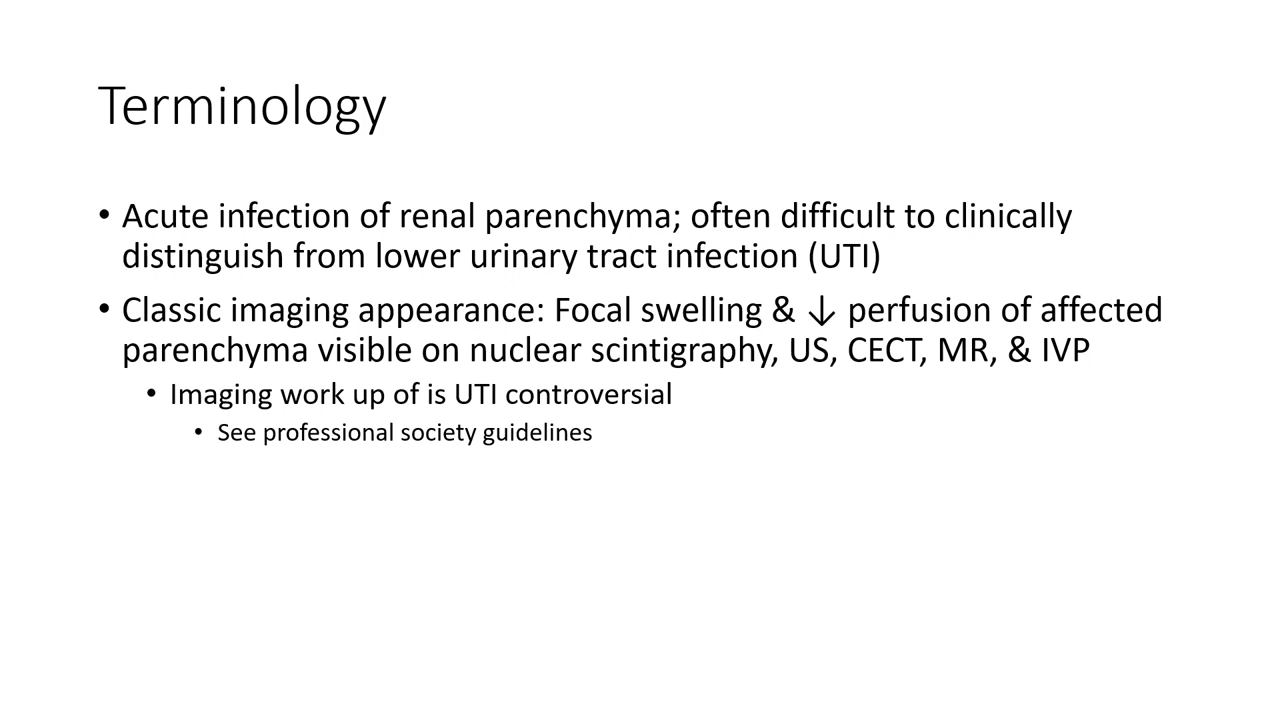 Terminology
• Acute infection of renal parenchyma; often difficult to clinically
distinguish from lower urinary tract infection (UTI)
• Classic imaging appearance: Focal swelling & ↓ perfusion of affected
parenchyma visible on nuclear scintigraphy, US, CECT, MR, & IVP
• Imaging work up of is UTI controversial
• See professional society guidelines